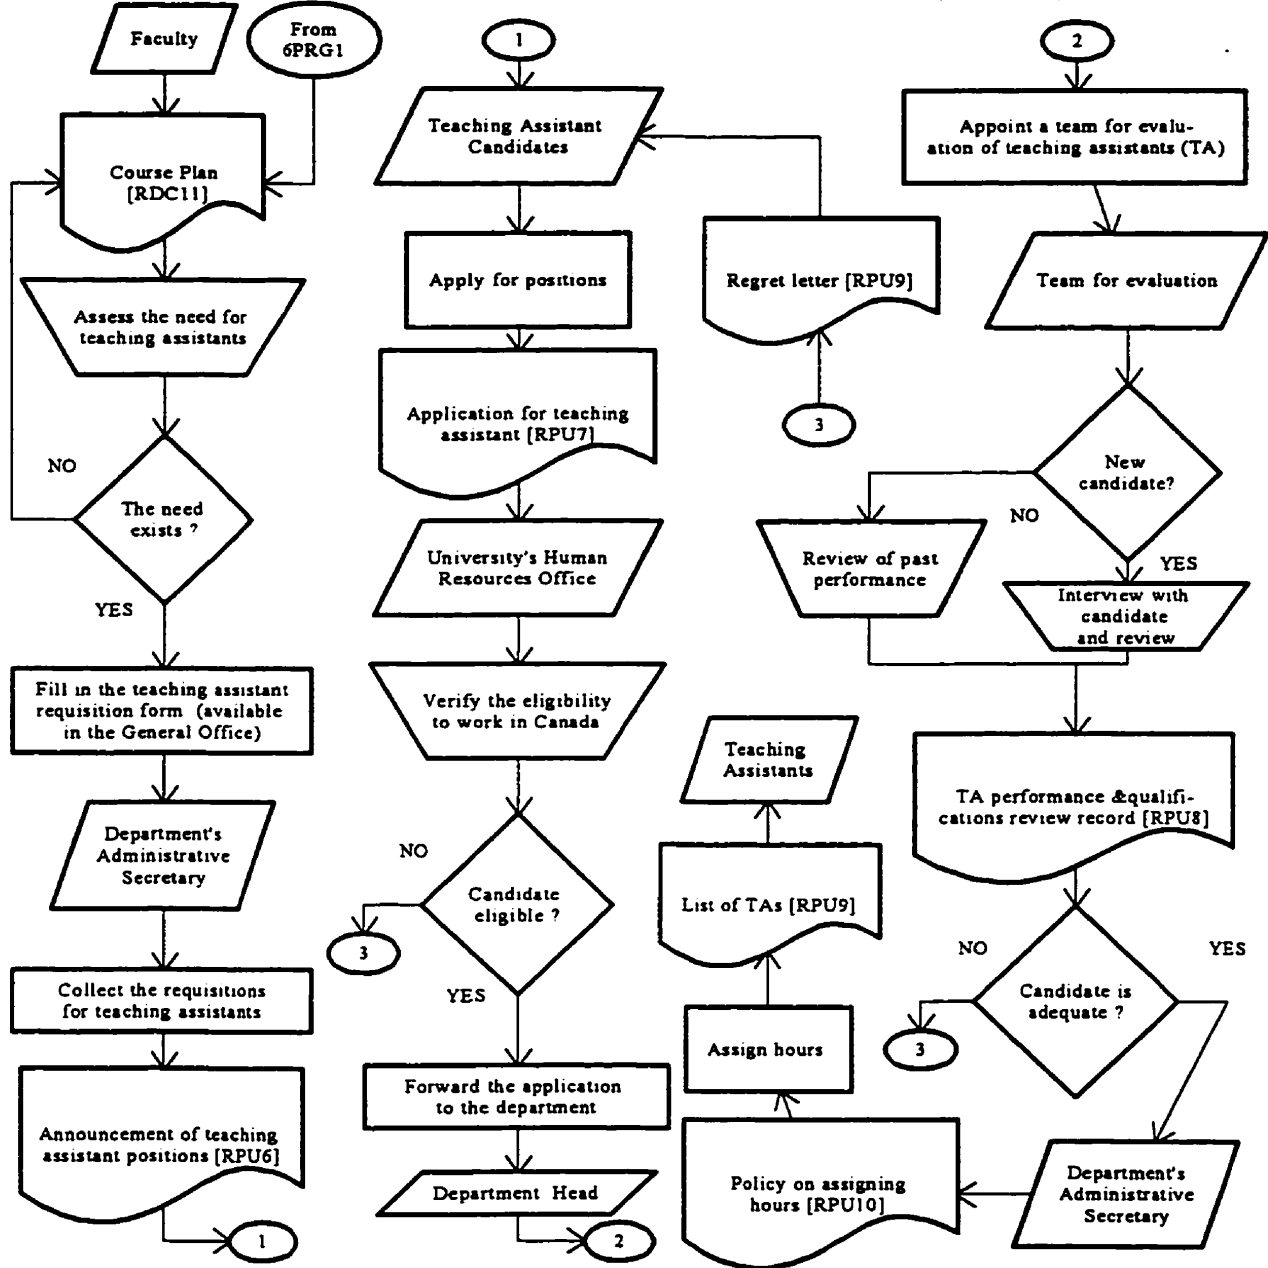 Faculty
From
6PRG1
Course Plan
[RDC11]
Assess the need for
teaching assistants
NO
The need
exists ?
YES
Fill in the teaching assistant
requisition form (available
in the General Office)
Department's
Administrative
Secretary
Collect the requisitions
for teaching assistants
Announcement of teaching
assistant positions [RPU6]
1
1
Teaching Assistant
Candidates
Apply for positions
Application for teaching
assistant [RPU7]
University's Human
Resources Office
Verify the eligibility
to work in Canada
NO
Candidate
eligible ?
3
YES
Forward the application
to the department
Department Head
2
Regret letter [RPU9]
3
2
Appoint a team for evalu-
ation of teaching assistants (TA)
Team for evaluation
New
candidate?
NO
YES
Review of past
performance
Interview with
candidate
and review
TA performance &qualifi-
cations review record [RPU8]
NO
YES
Candidate is
adequate ?
3
Department's
Administrative
Secretary
Policy on assigning
hours [RPU10]
Assign hours
List of TAs [RPU9]
Teaching
Assistants